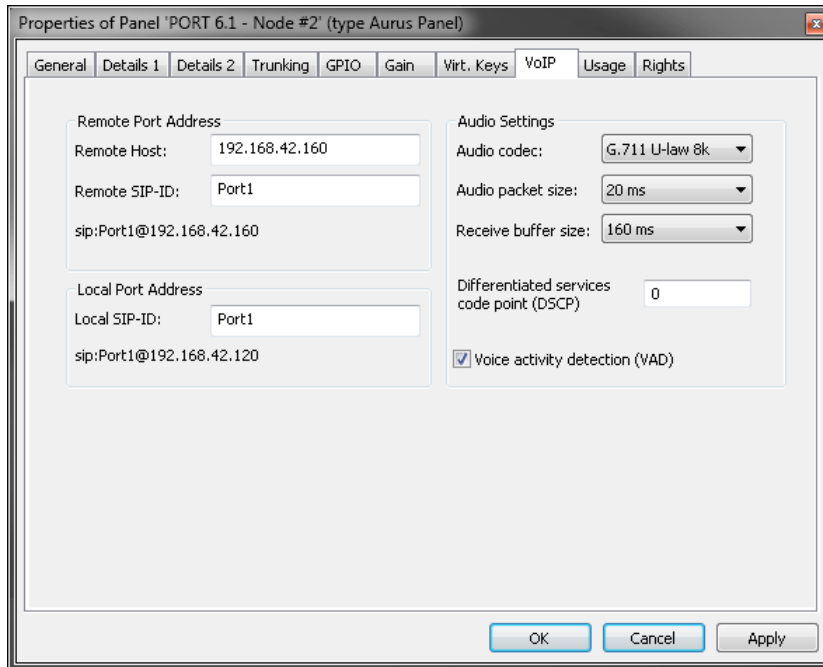 Properties of Panel 'PORT 6.1 - Node #2' (type Aurus Panel)
General Details 1 Details 2 Trunking GPIO Gain Virt. Keys VoIP Usage Rights
Remote Port Address
Remote Host: 192.168.42.160
Remote SIP-ID: Port1
sip:Port1@192.168.42.160
Local Port Address
Local SIP-ID: Port1
sip:Port1@192.168.42.120
Audio Settings
Audio codec: G.711 U-law 8k
Audio packet size: 20 ms
Receive buffer size: 160 ms
Differentiated services
code point (DSCP) 0
Voice activity detection (VAD)
OK Cancel Apply